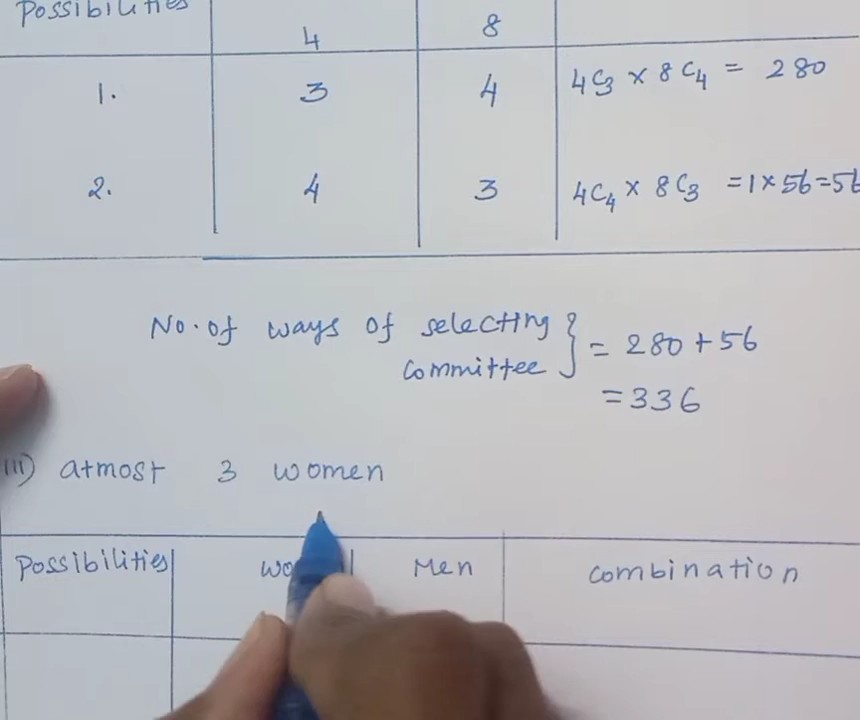 Possibilities
4 8
1. 3 4 4C3 × 8C4 = 280
2. 4 3 4C4 × 8C3 = 1 × 56 = 56
No. of ways of selecting
committee } = 280 + 56
= 336
iii) atmost 3 women
Possibilities Men combination